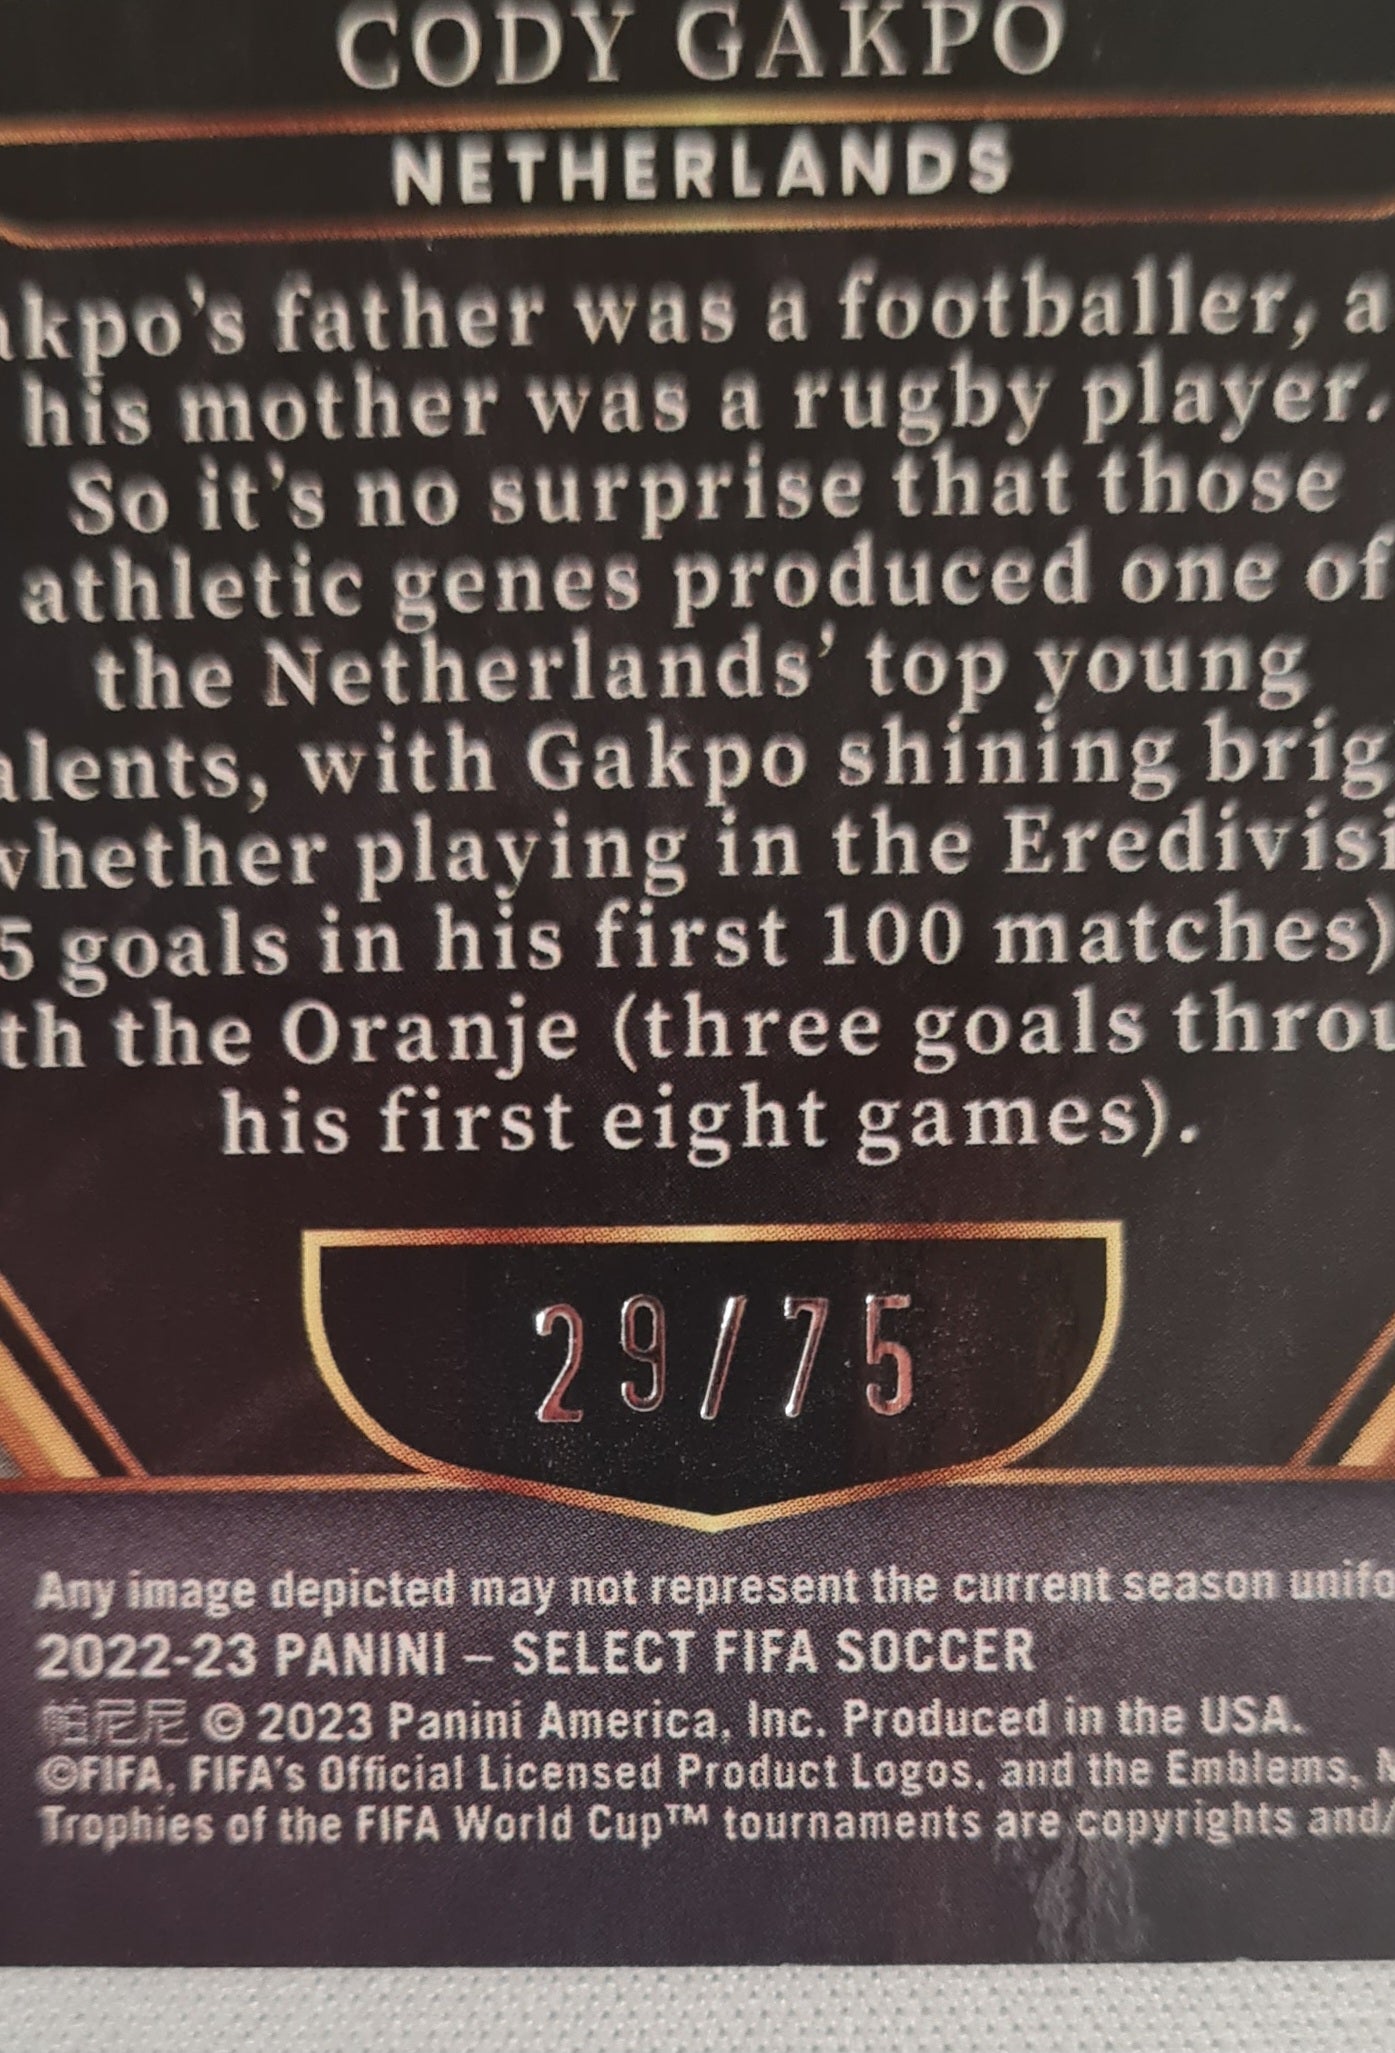 CODY GAKPO
NETHERLANDS
akpo's father was a footballer, a
his mother was a rugby player.
So it's no surprise that those
athletic genes produced one of
the Netherlands' top young
alents, with Gakpo shining brig
whether playing in the Eredivisi
5 goals in his first 100 matches)
th the Oranje (three goals throu
his first eight games).
29/75
Any image depicted may not represent the current season unifo
2022-23 PANINI – SELECT FIFA SOCCER
帕尼尼 © 2023 Panini America, Inc. Produced in the USA.
©FIFA, FIFA's Official Licensed Product Logos, and the Emblems, M
Trophies of the FIFA World Cup™ tournaments are copyrights and/